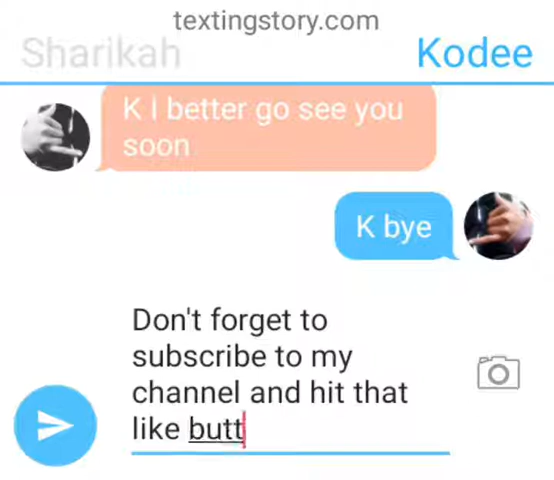 textingstory.com
Sharikah
Kodee
K I better go see you
soon
K bye
Don't forget to
subscribe to my
channel and hit that
like butt